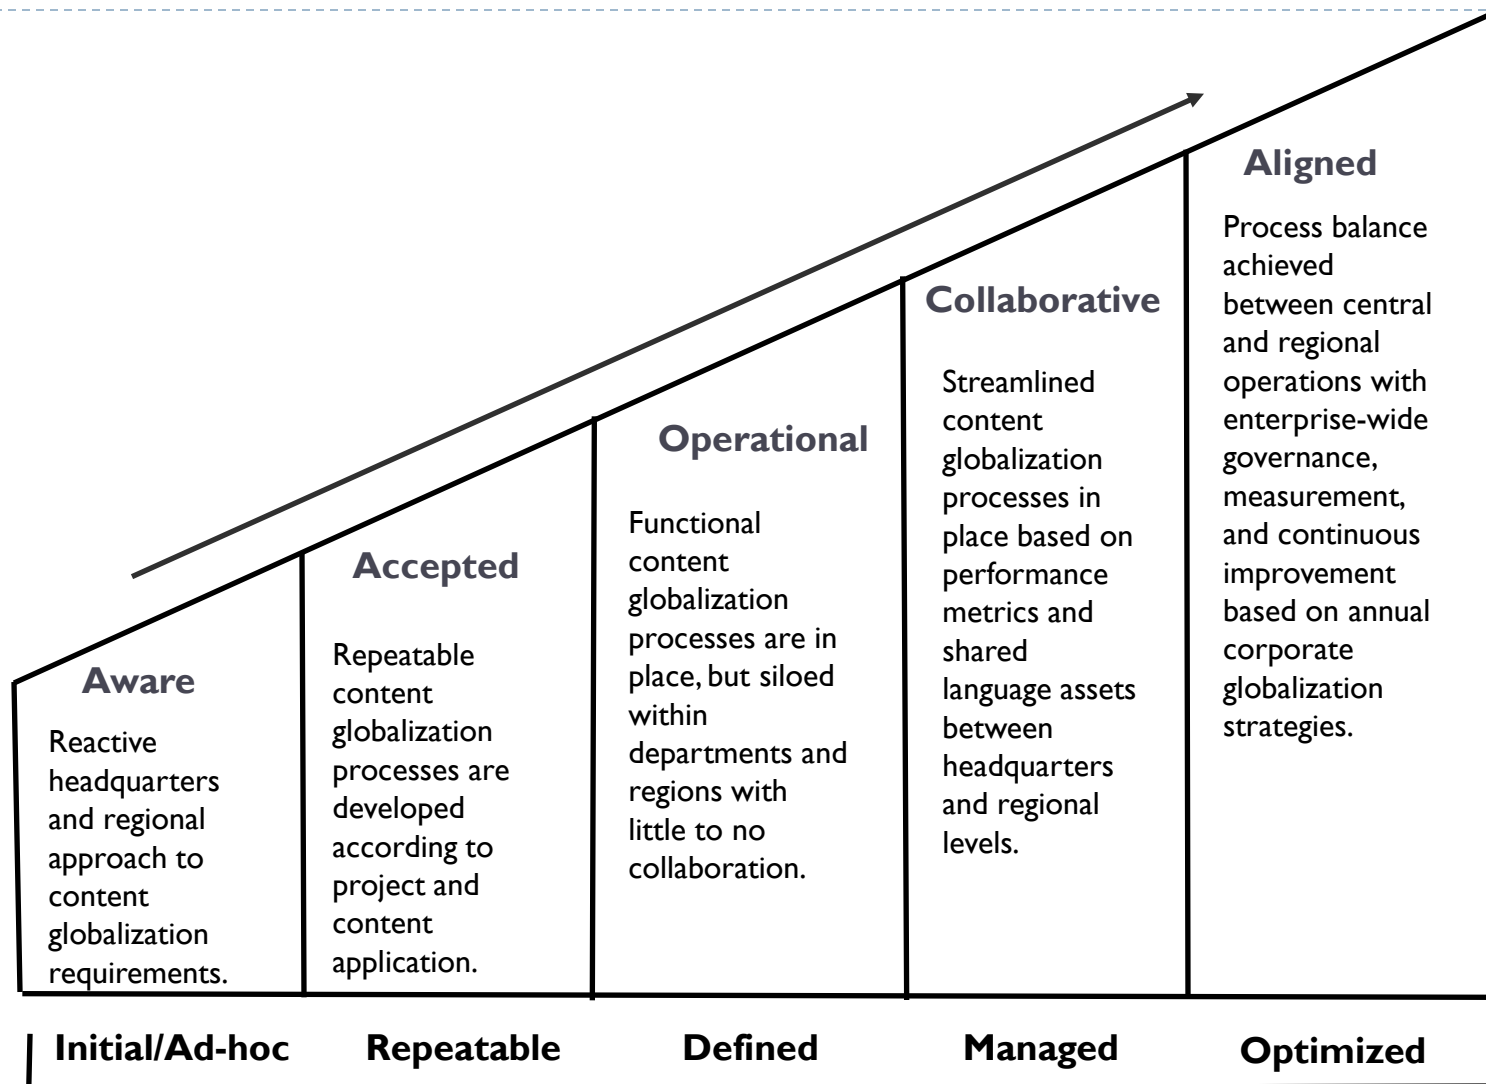 Aware
Reactive
headquarters
and regional
approach to
content
globalization
requirements.
Accepted
Repeatable
content
globalization
processes are
developed
according to
project and
content
application.
Operational
Functional
content
globalization
processes are in
place, but siloed
within
departments and
regions with
little to no
collaboration.
Collaborative
Streamlined
content
globalization
processes in
place based on
performance
metrics and
shared
language assets
between
headquarters
and regional
levels.
Aligned
Process balance
achieved
between central
and regional
operations with
enterprise-wide
governance,
measurement,
and continuous
improvement
based on annual
corporate
globalization
strategies.
Initial/Ad-hoc
Repeatable
Defined
Managed
Optimized